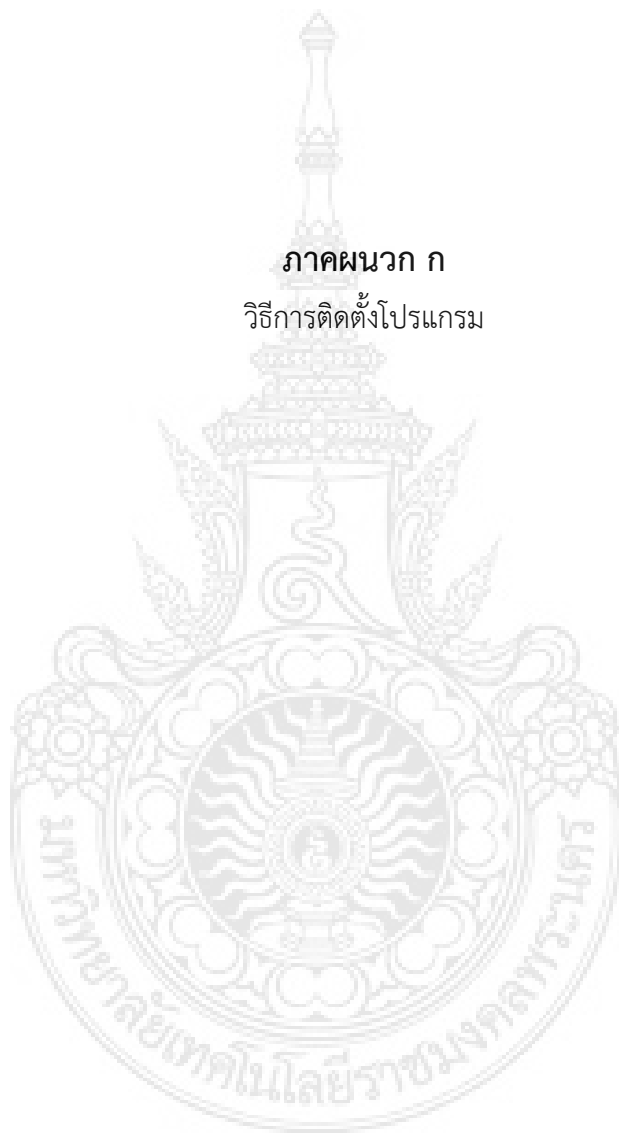 ภาคผนวก ก
วิธีการติดตั้งโปรแกรม
มหาวิทยาลัยเทคโนโลยีราชมงคลพระนคร